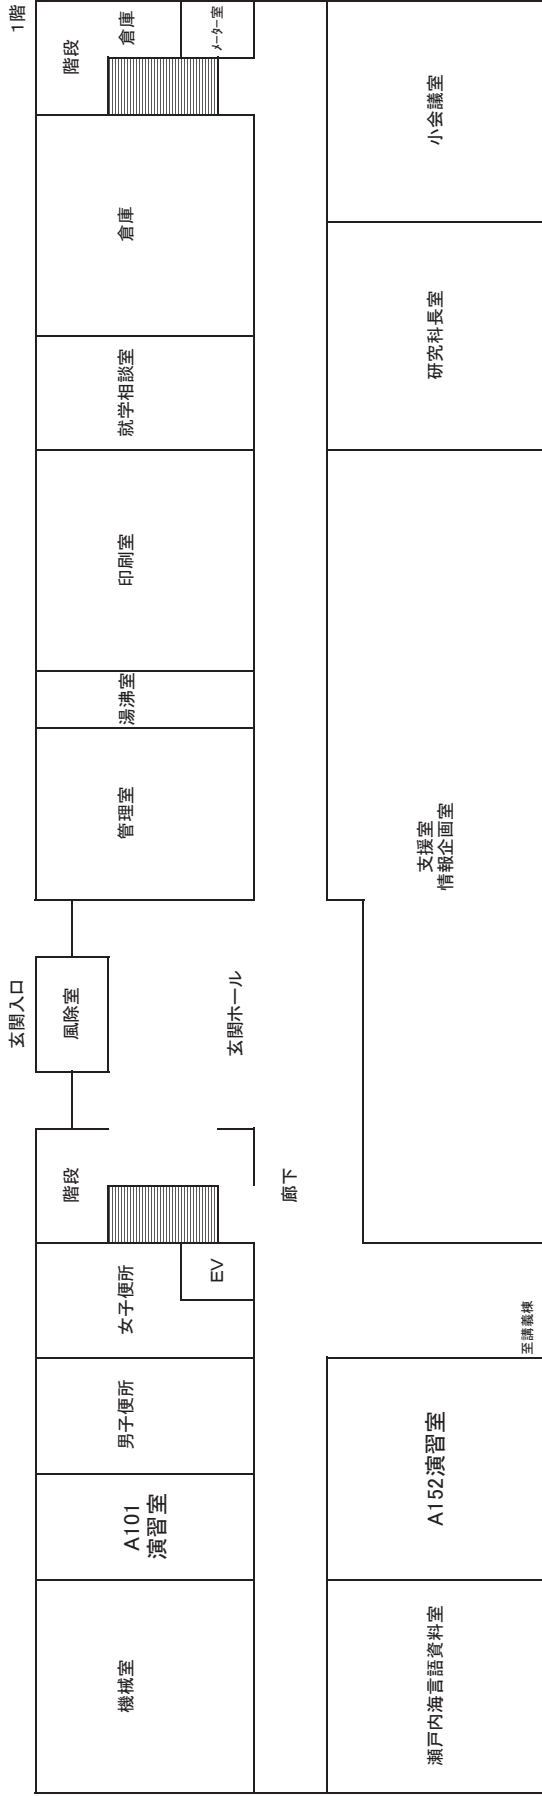 1階
玄関入口
機械室
A101
演習室
男子便所
女子便所
EV
階段
風除室
玄関ホール
管理室
湯沸室
印刷室
就学相談室
倉庫
階段
倉庫
メーター室
廊下
瀬戸内海言語資料室
A152演習室
至講義棟
支援室
情報企画室
研究科長室
小会議室